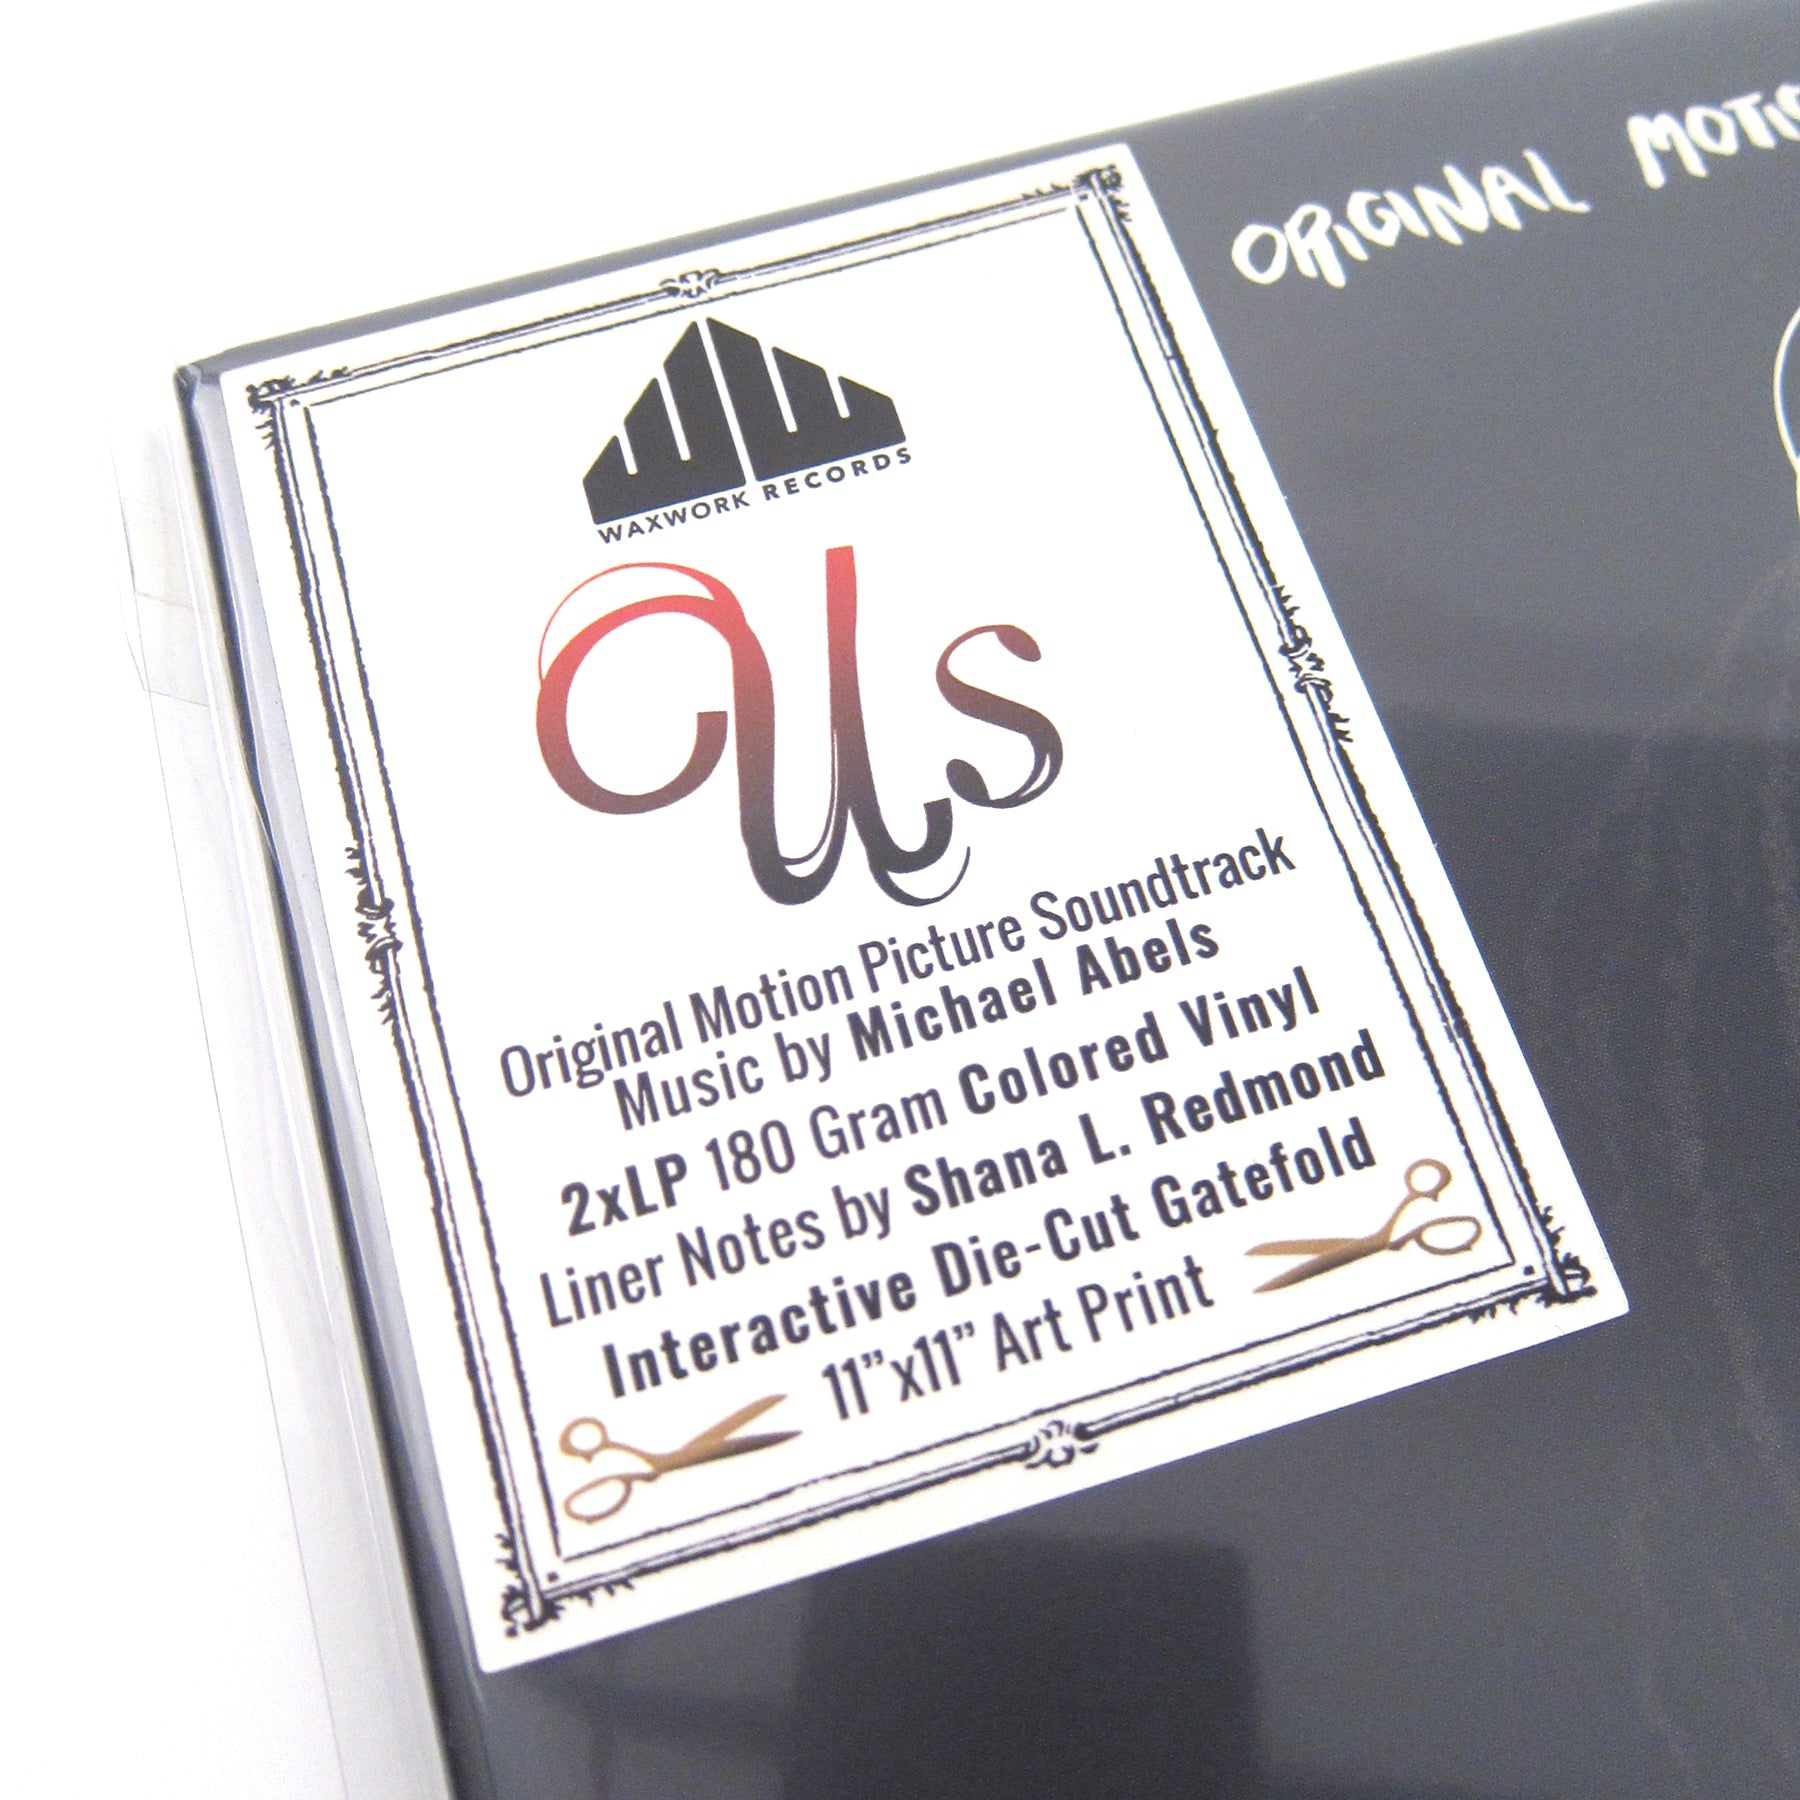 WAXWORK RECORDS
Us
Original Motion Picture Soundtrack
Music by Michael Abels
2xLP 180 Gram Colored Vinyl
Liner Notes by Shana L. Redmond
Interactive Die-Cut Gatefold
11”x11” Art Print
ORIGINAL